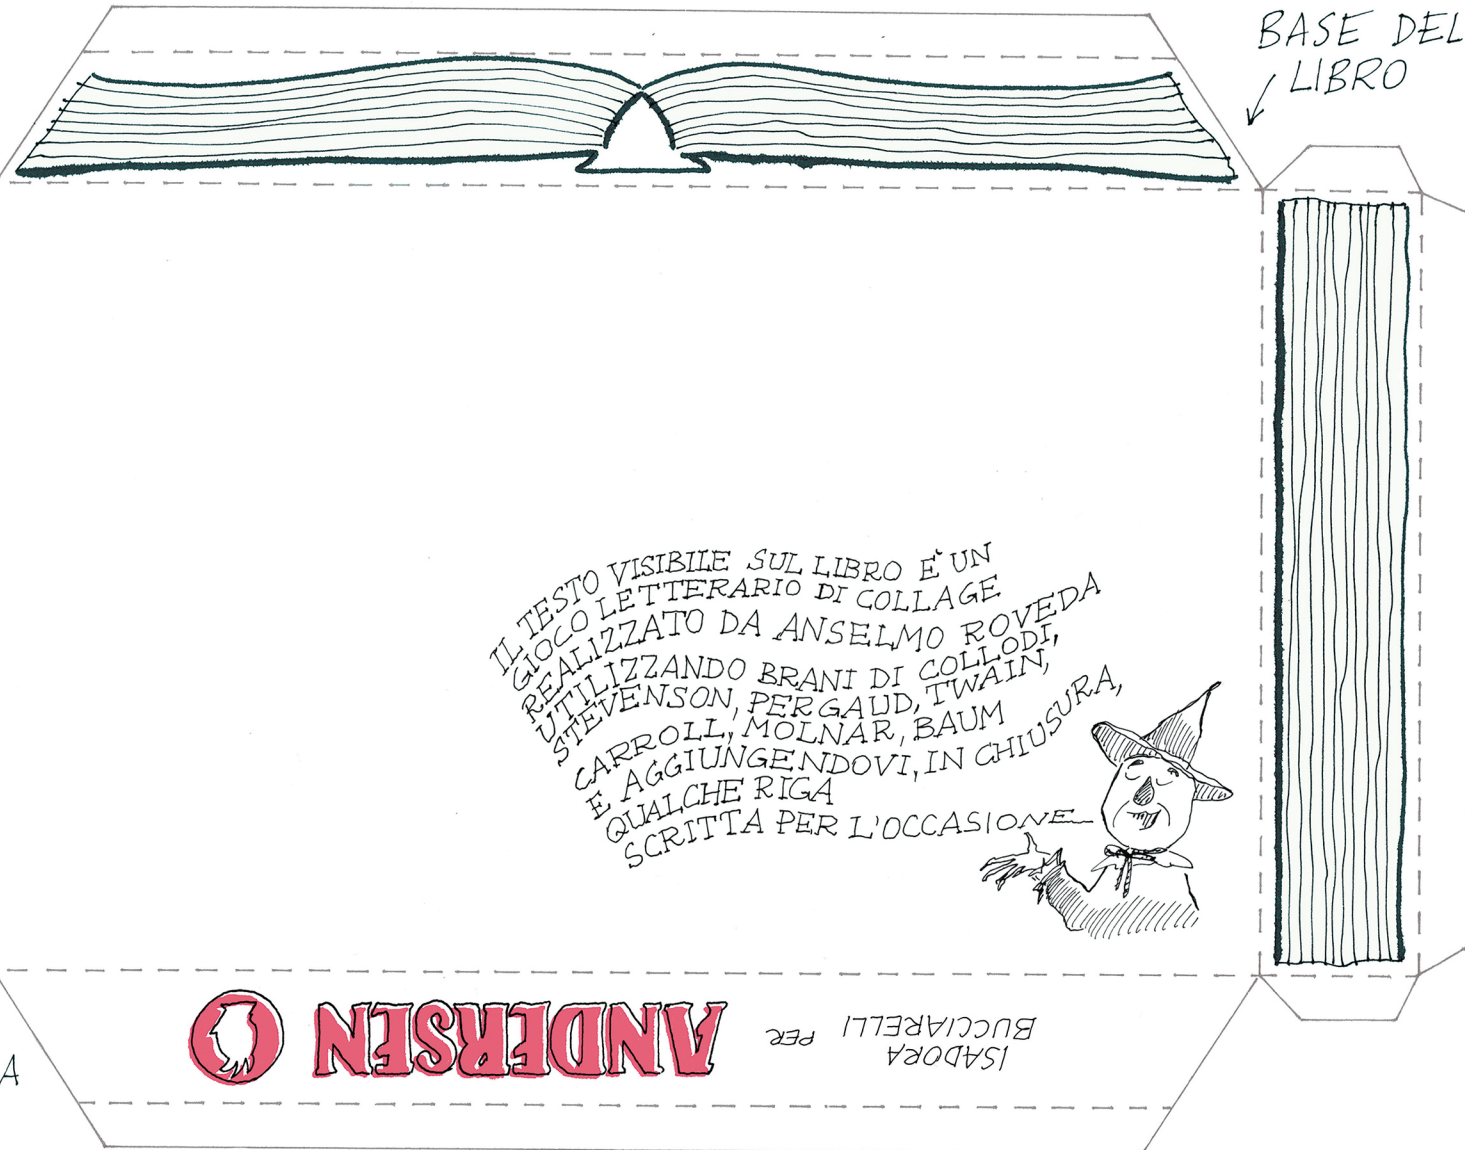 BASE DEL
LIBRO
IL TESTO VISIBILE SUL LIBRO È UN
GIOCO LETTERARIO DI COLLAGE
REALIZZATO DA ANSELMO ROVEDA
UTILIZZANDO BRANI DI COLLODI,
STEVENSON, PERGAUD, TWAIN,
CARROLL, MOLNAR, BAUM
E AGGIUNGENDOVI, IN CHIUSURA,
QUALCHE RIGA
SCRITTA PER L'OCCASIONE
ISADORA
BUCCIARELLI PER
ANDERSEN
A